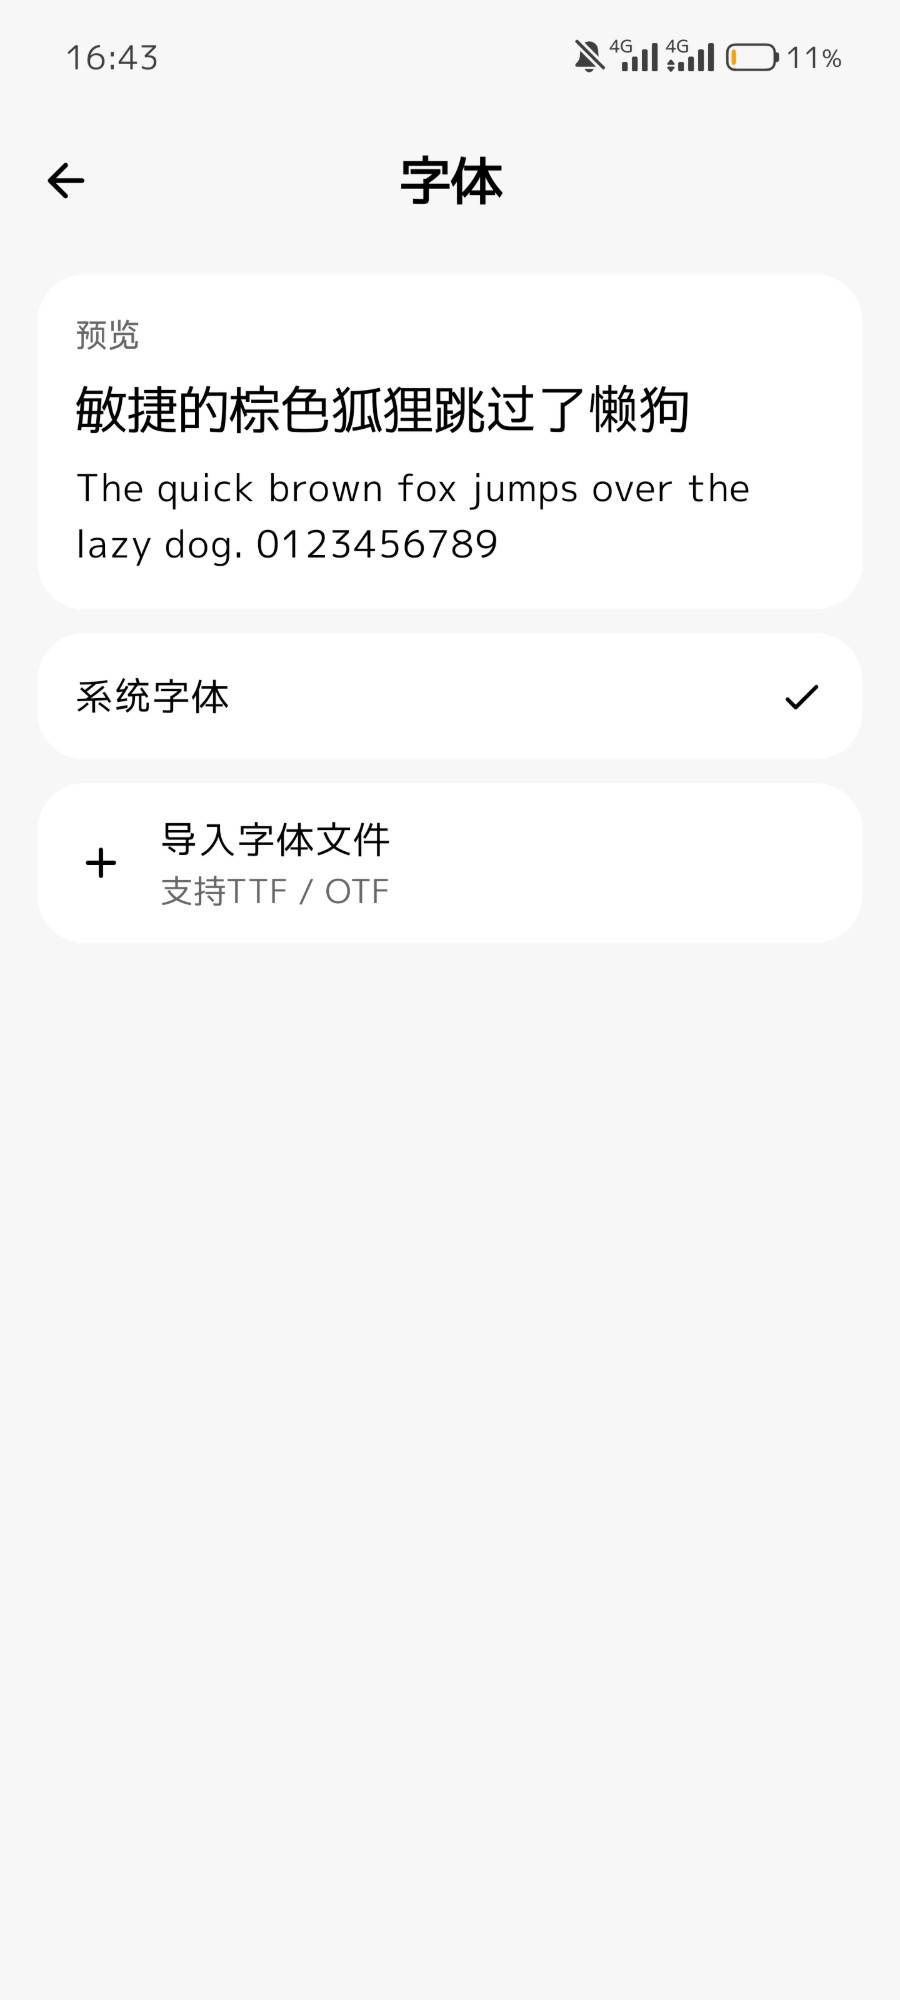 16:43
4G 4G 11%
字体
预览
敏捷的棕色狐狸跳过了懒狗
The quick brown fox jumps over the
lazy dog. 0123456789
系统字体
导入字体文件
支持TTF / OTF